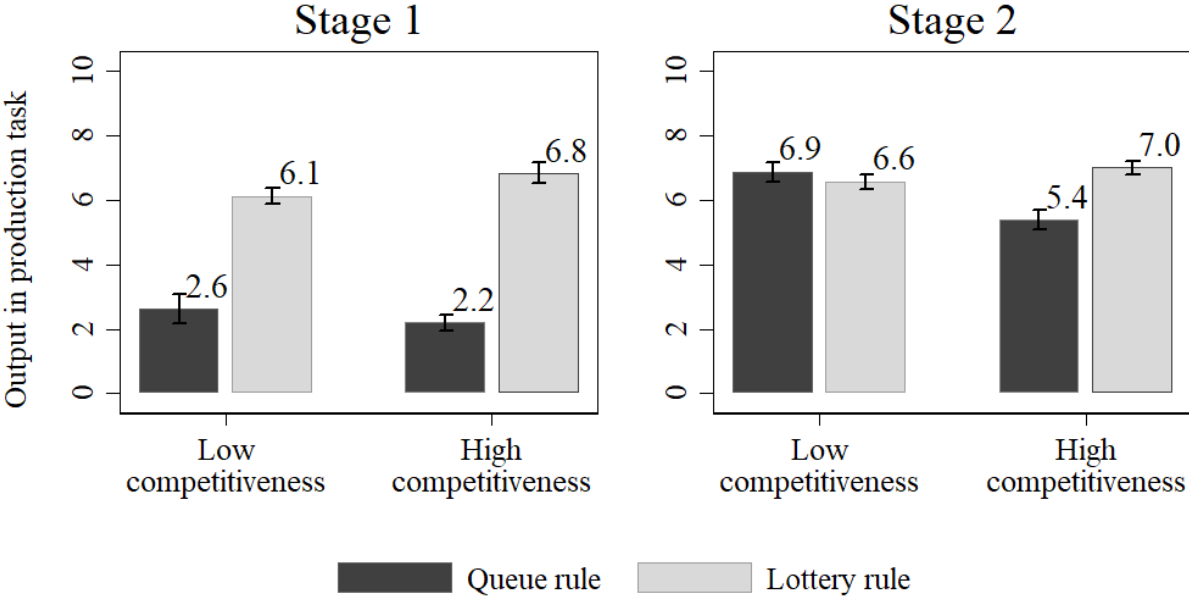 Stage 1
Stage 2
Output in production task
0
2
4
6
8
10
2.6
6.1
2.2
6.8
Low
competitiveness
High
competitiveness
0
2
4
6
8
10
6.9
6.6
5.4
7.0
Low
competitiveness
High
competitiveness
Queue rule
Lottery rule